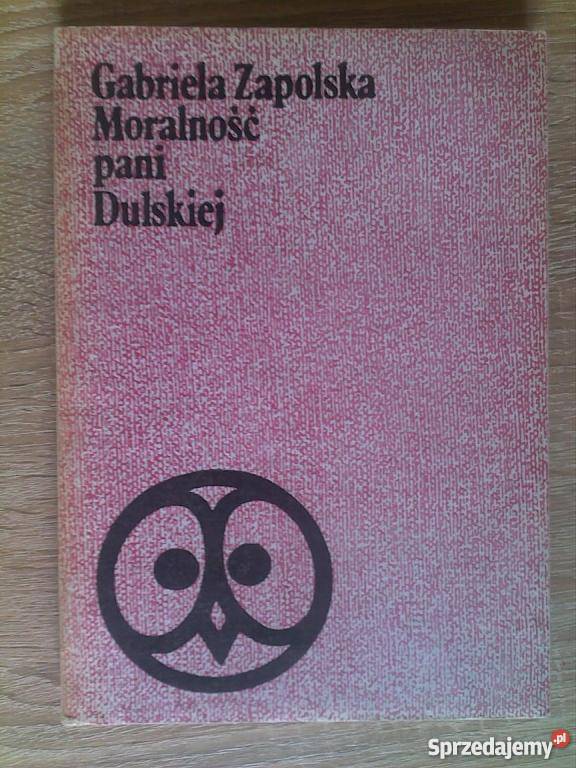 Gabriela Zapolska
Moralność
pani
Dulskiej
Sprzedajemy.pl